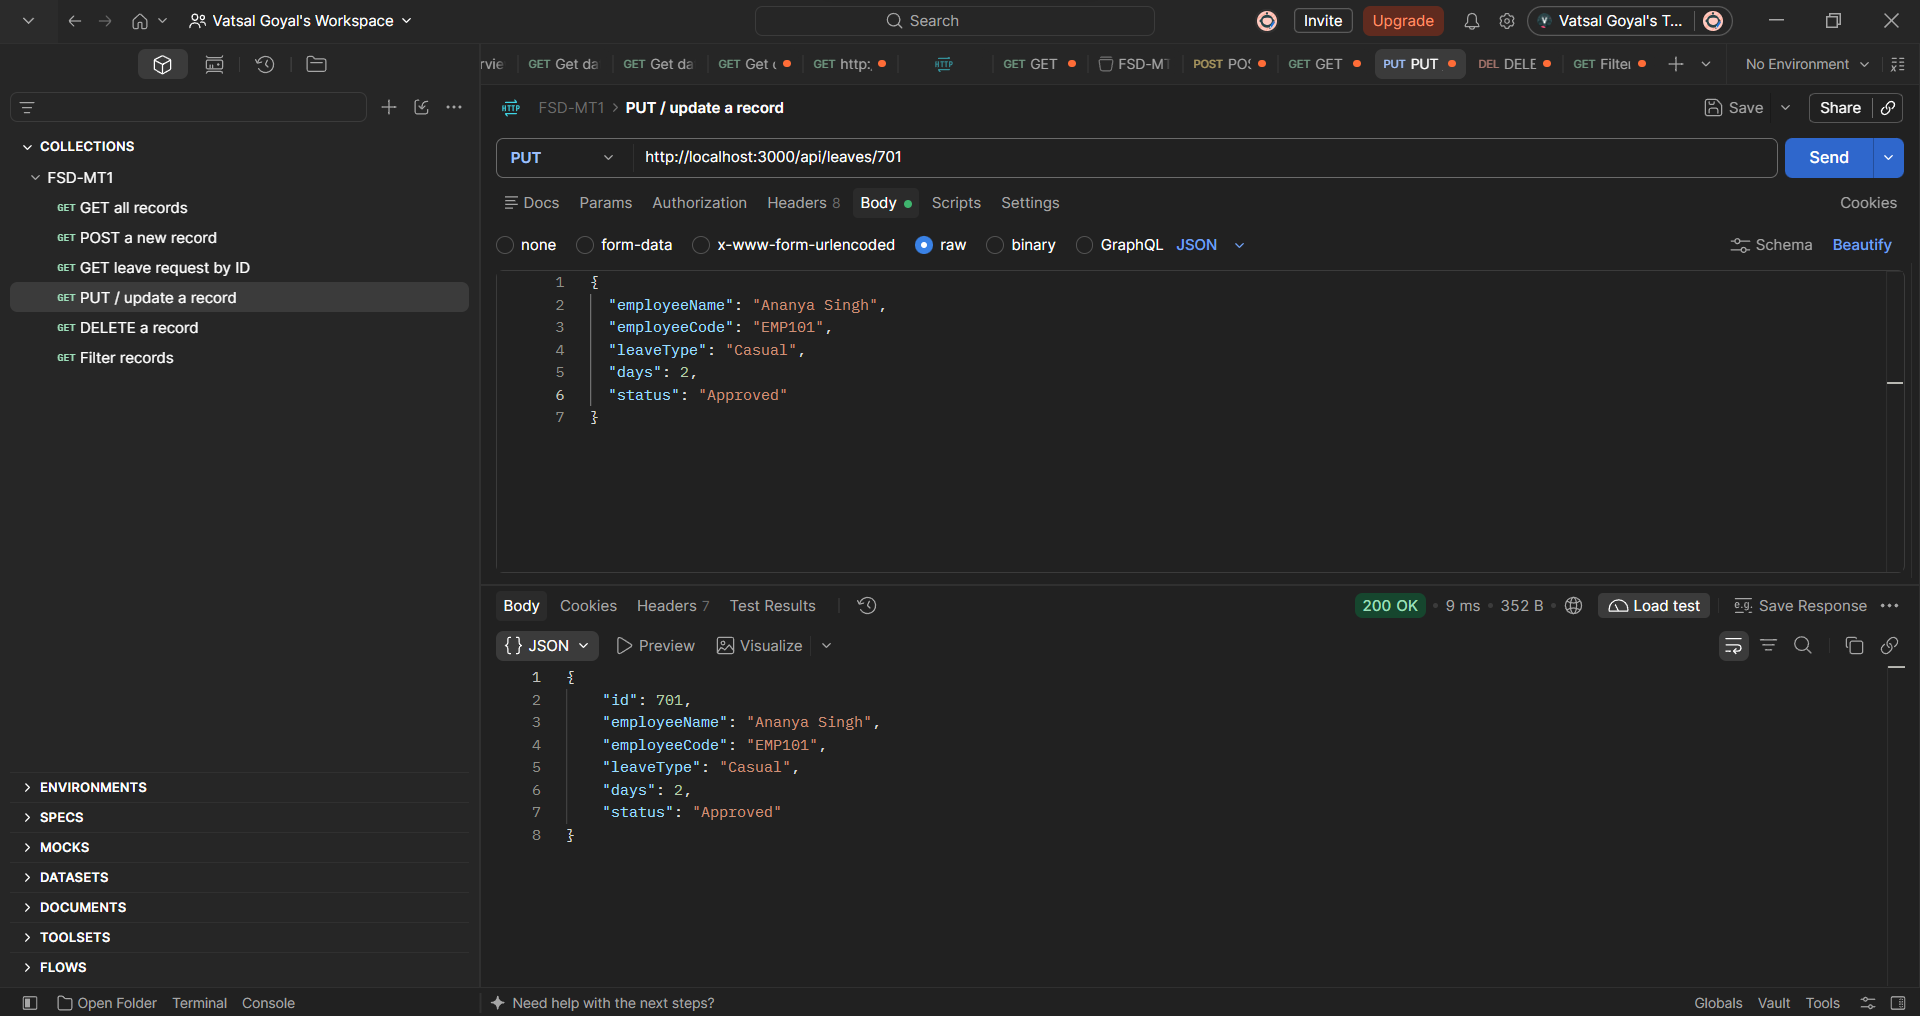 Vatsal Goyal's Workspace
Search
Invite
Upgrade
Vatsal Goyal's T...
GET Get da
GET Get da
GET Get
GET http:
HTTP
GET GET
FSD-MT
POST
GET GET
PUT PUT
DEL DELE
GET Filter
No Environment
COLLECTIONS
FSD-MT1
GET GET all records
GET POST a new record
GET GET leave request by ID
GET PUT / update a record
GET DELETE a record
GET Filter records
ENVIRONMENTS
SPECS
MOCKS
DATASETS
DOCUMENTS
TOOLSETS
FLOWS
HTTP FSD-MT1 > PUT / update a record
Save
Share
PUT
http://localhost:3000/api/leaves/701
Send
Docs
Params
Authorization
Headers 8
Body
Scripts
Settings
Cookies
none
form-data
x-www-form-urlencoded
raw
binary
GraphQL
JSON
Schema
Beautify
1 {
2 "employeeName": "Ananya Singh",
3 "employeeCode": "EMP101",
4 "leaveType": "Casual",
5 "days": 2,
6 "status": "Approved"
7 }
Body
Cookies
Headers 7
Test Results
200 OK
9 ms
352 B
Load test
e.g. Save Response
{} JSON
Preview
Visualize
1 {
2 "id": 701,
3 "employeeName": "Ananya Singh",
4 "employeeCode": "EMP101",
5 "leaveType": "Casual",
6 "days": 2,
7 "status": "Approved"
8 }
Open Folder
Terminal
Console
Need help with the next steps?
Globals
Vault
Tools